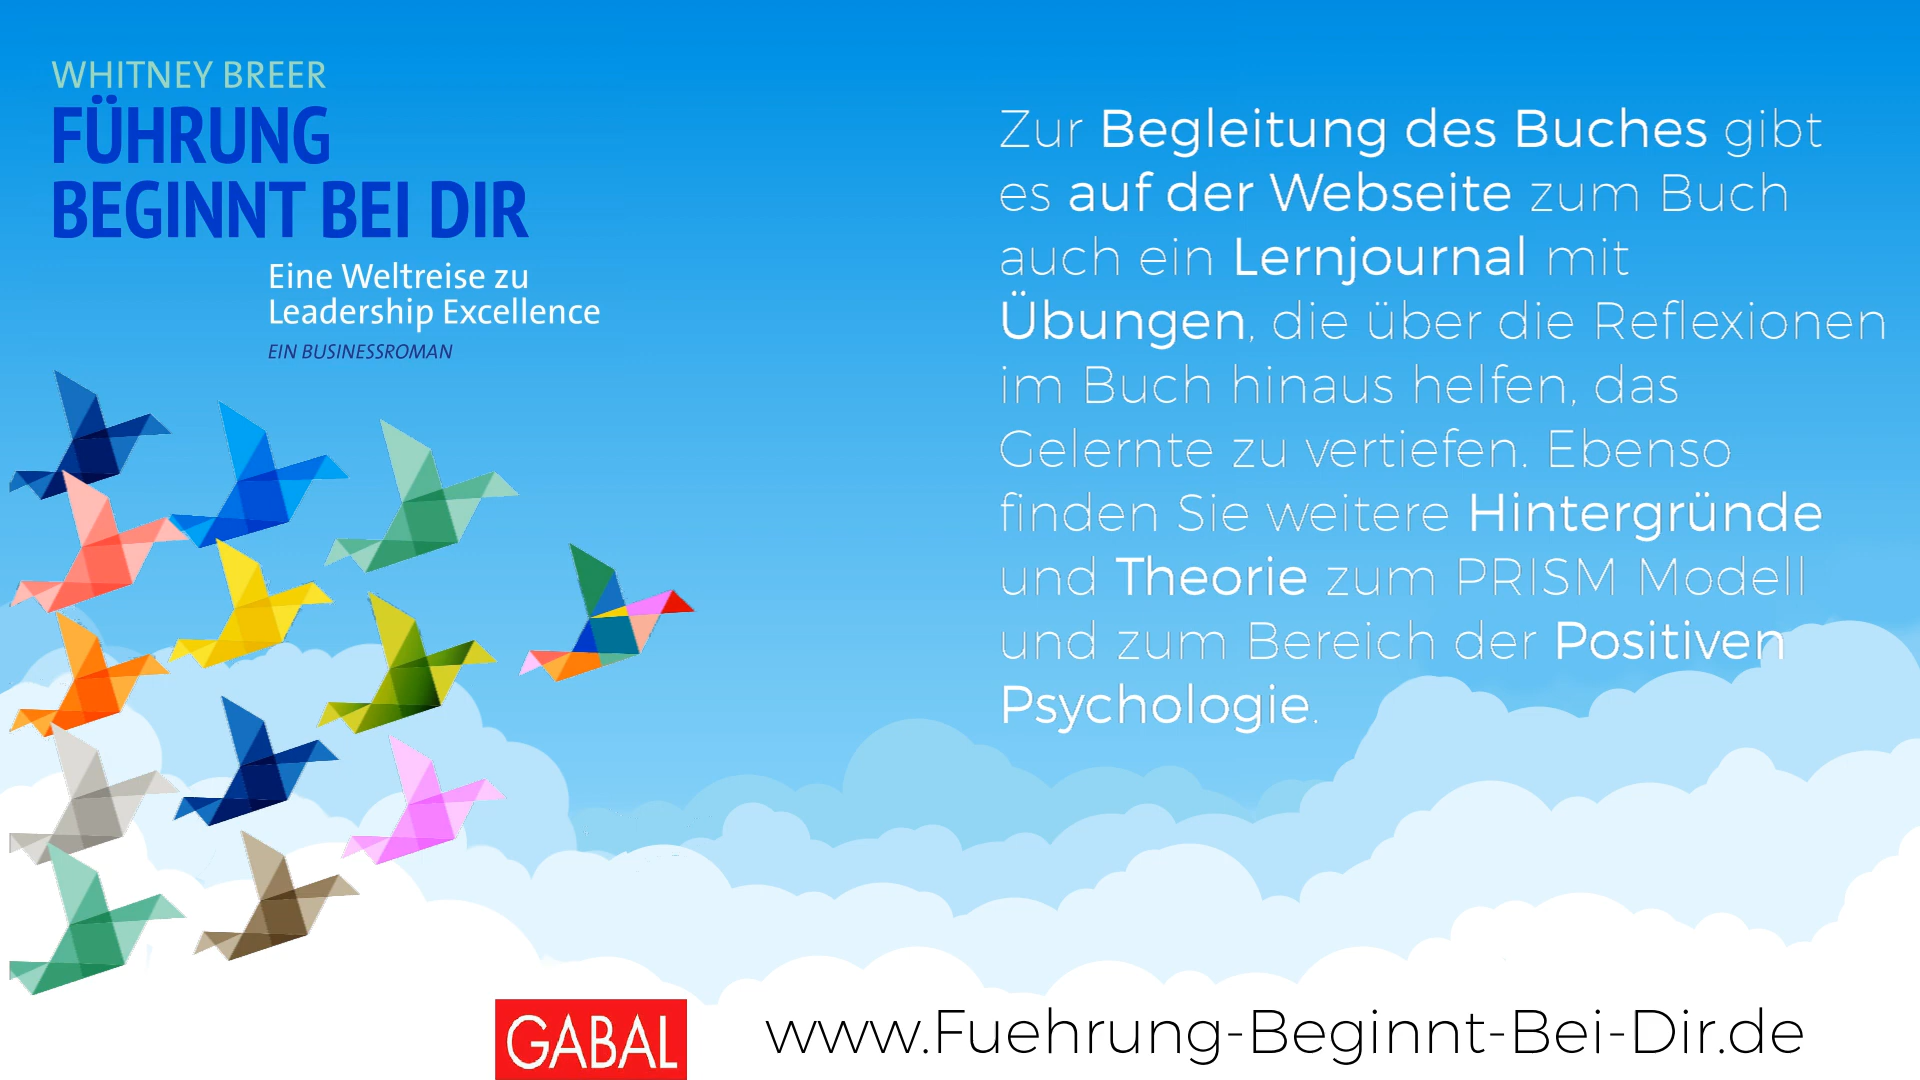 WHITNEY BREER
FÜHRUNG
BEGINNT BEI DIR
Eine Weltreise zu
Leadership Excellence
EIN BUSINESSROMAN
Zur Begleitung des Buches gibt
es auf der Webseite zum Buch
auch ein Lernjournal mit
Übungen, die über die Reflexionen
im Buch hinaus helfen, das
Gelernte zu vertiefen. Ebenso
finden Sie weitere Hintergründe
und Theorie zum PRISM Modell
und zum Bereich der Positiven
Psychologie.
GABAL
www.Fuehrung-Beginnt-Bei-Dir.de